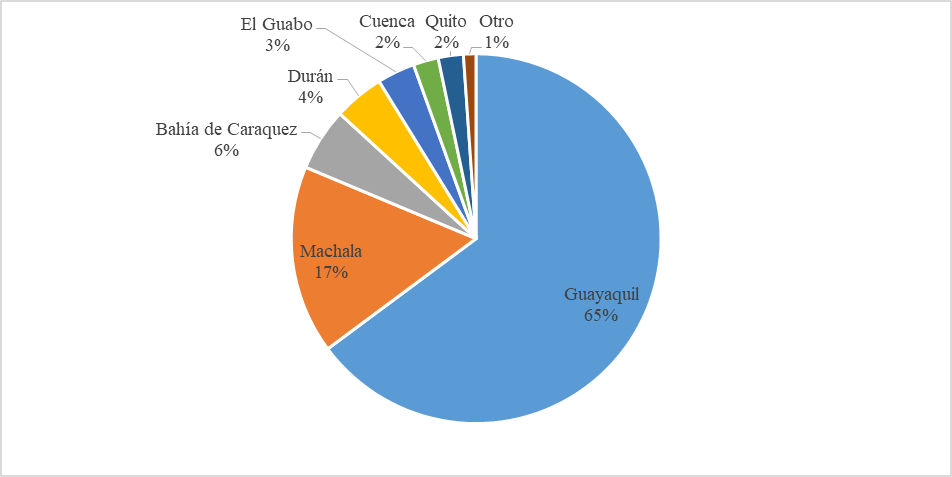 El Guabo
3%
Cuenca
2%
Quito
2%
Otro
1%
Durán
4%
Bahía de Caraquez
6%
Machala
17%
Guayaquil
65%